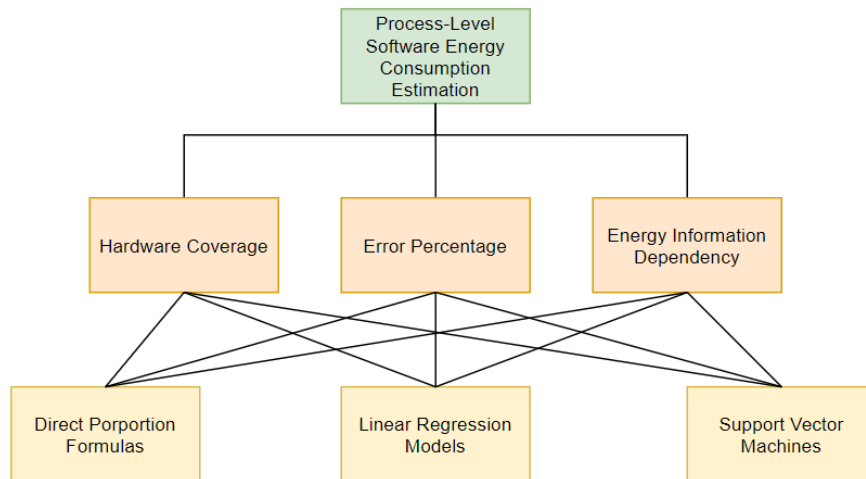 Process-Level
Software Energy
Consumption
Estimation
Hardware Coverage
Error Percentage
Energy Information
Dependency
Direct Porportion
Formulas
Linear Regression
Models
Support Vector
Machines